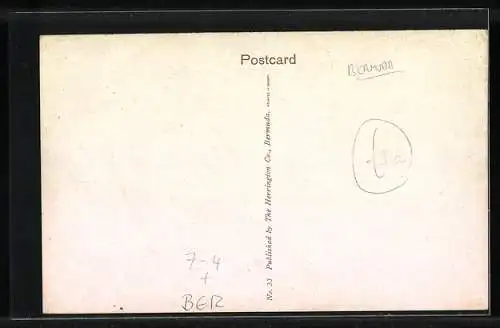 Postcard
BERMUDA
No. 33 Published by The Herrington Co., Bermuda.
7-4
+
BER